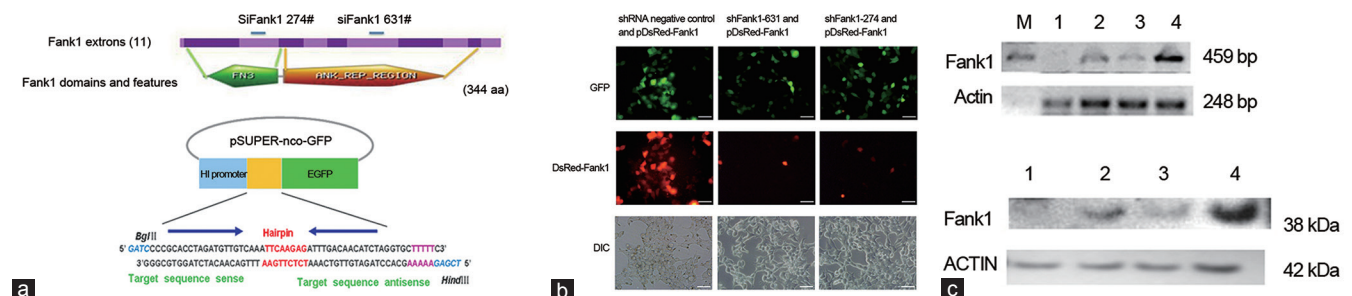 SiFank1 274#
siFank1 631#
Fank1 extrons (11)
FN3
ANK_REP_REGION
Fank1 domains and features
(344 aa)
pSUPER-nco-GFP
HI promoter
EGFP
Hairpin
BglII
5' GATCCCCGCACCTAGATGTTGTCAAATTCAAGAGATTTGACAACATCTAGGTGCTTTTTC3'
3'GGGCGTGGATCTACAACAGTTTAAGTTCTCTAAACTGTTGTAGATCCACGAAAAAGAGCT 5'
Target sequence sense
Target sequence antisense
HindIII
a
shRNA negative control
and pDsRed-Fank1
shFank1-631 and
pDsRed-Fank1
shFank1-274 and
pDsRed-Fank1
GFP
DsRed-Fank1
DIC
b
M 1 2 3 4
Fank1
459 bp
Actin
248 bp
1 2 3 4
Fank1
38 kDa
ACTIN
42 kDa
c